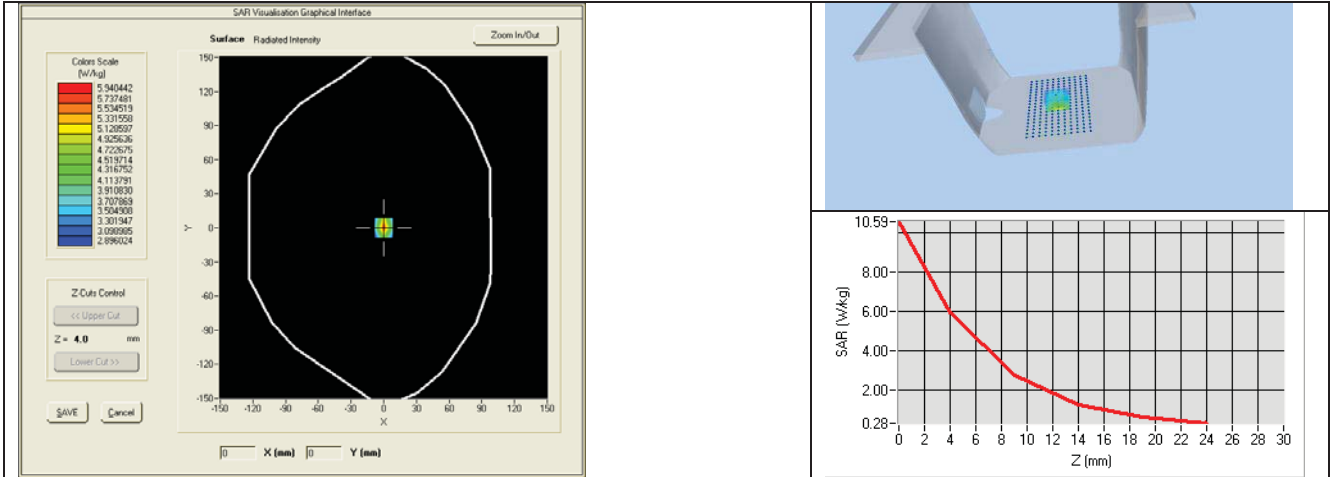 SAR Visualisation Graphical Interface
Surface Radiated Intensity
Zoom In/Out
Colors Scale
(W/kg)
5.940442
5.737481
5.534519
5.331558
5.128597
4.925636
4.722675
4.519714
4.316752
4.113791
3.910830
3.707869
3.504908
3.301947
3.098985
2.896024
Z-Cuts Control
<< Upper Cut
Z = 4.0 mm
Lower Cut >>
SAVE Cancel
150
120
90
60
30
0
-30
-60
-90
-120
-150
Y
-150 -120 -90 -60 -30 0 30 60 90 120 150
X
0 X (mm) 0 Y (mm)
10.59
8.00
6.00
4.00
2.00
0.28
SAR (W/kg)
0 2 4 6 8 10 12 14 16 18 20 22 24 26 28 30
Z (mm)